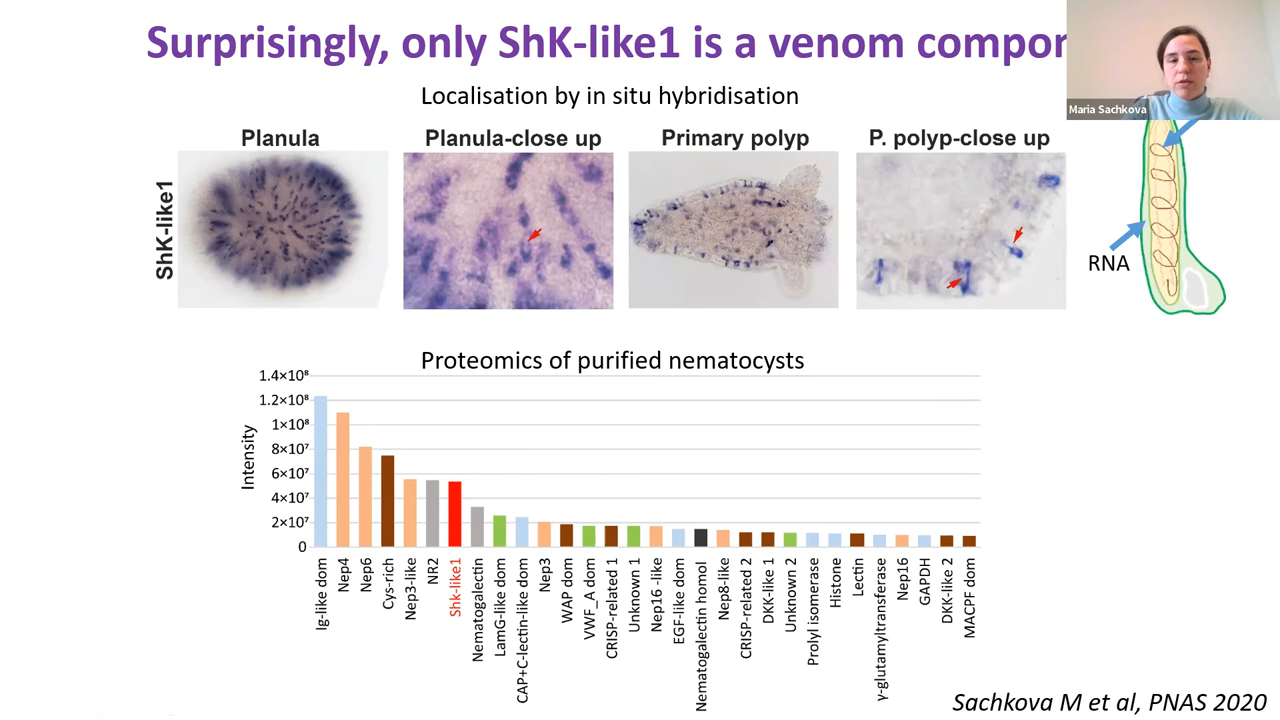 Surprisingly, only ShK-like1 is a venom
Maria Sachkova
Localisation by in situ hybridisation
Planula
Planula-close up
Primary polyp
P. polyp-close up
ShK-like1
RNA
Proteomics of purified nematocysts
Intensity
1.4×10⁸
1.2×10⁸
1×10⁸
8×10⁷
6×10⁷
4×10⁷
2×10⁷
0
Ig-like dom
Nep4
Nep6
Cys-rich
Nep3-like
NR2
Shk-like1
Nematogalectin
LamG-like dom
CAP+C-lectin-like dom
Nep3
WAP dom
VWF_A dom
CRISP-related 1
Unknown 1
Nep16 -like
EGF-like dom
Nematogalectin homol
Nep8-like
CRISP-related 2
DKK-like 1
Unknown 2
Prolyl isomerase
Histone
Lectin
γ-glutamyltransferase
Nep16
GAPDH
DKK-like 2
MACPF dom
Sachkova M et al, PNAS 2020